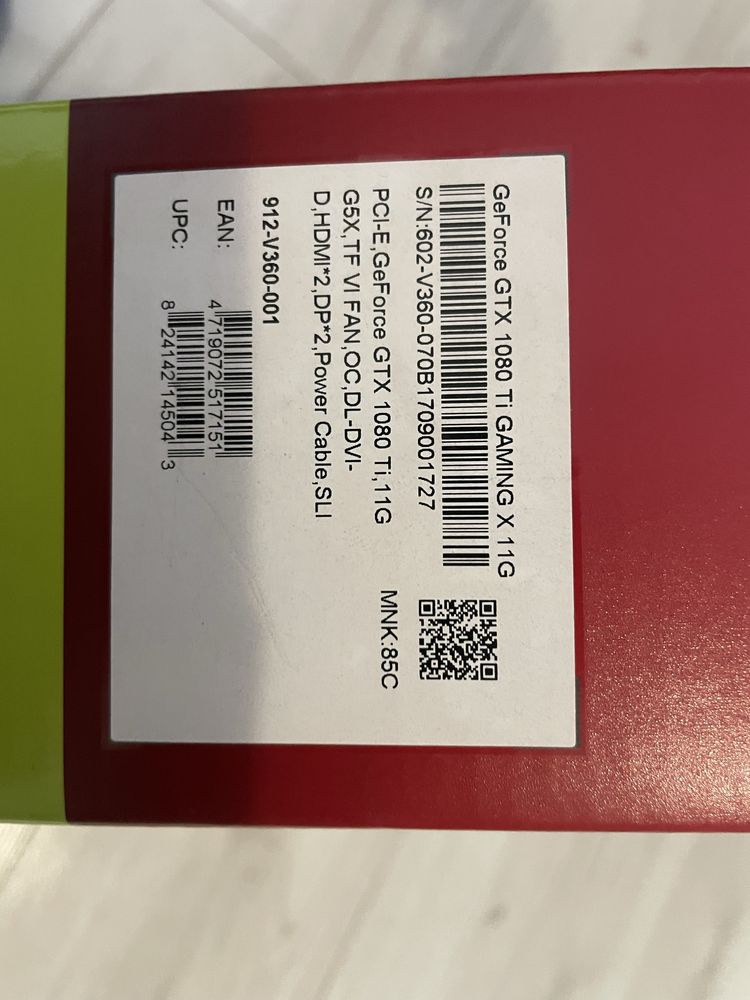 GeForce GTX 1080 Ti GAMING X 11G
S/N:602-V360-070B1709001727
PCI-E,GeForce GTX 1080 Ti,11G
G5X,TF VI FAN,OC,DL-DVI-
D,HDMI*2,DP*2,Power Cable,SLI
MNK:85C
912-V360-001
EAN:
4 719072 517151
UPC:
8 24142 14504 3